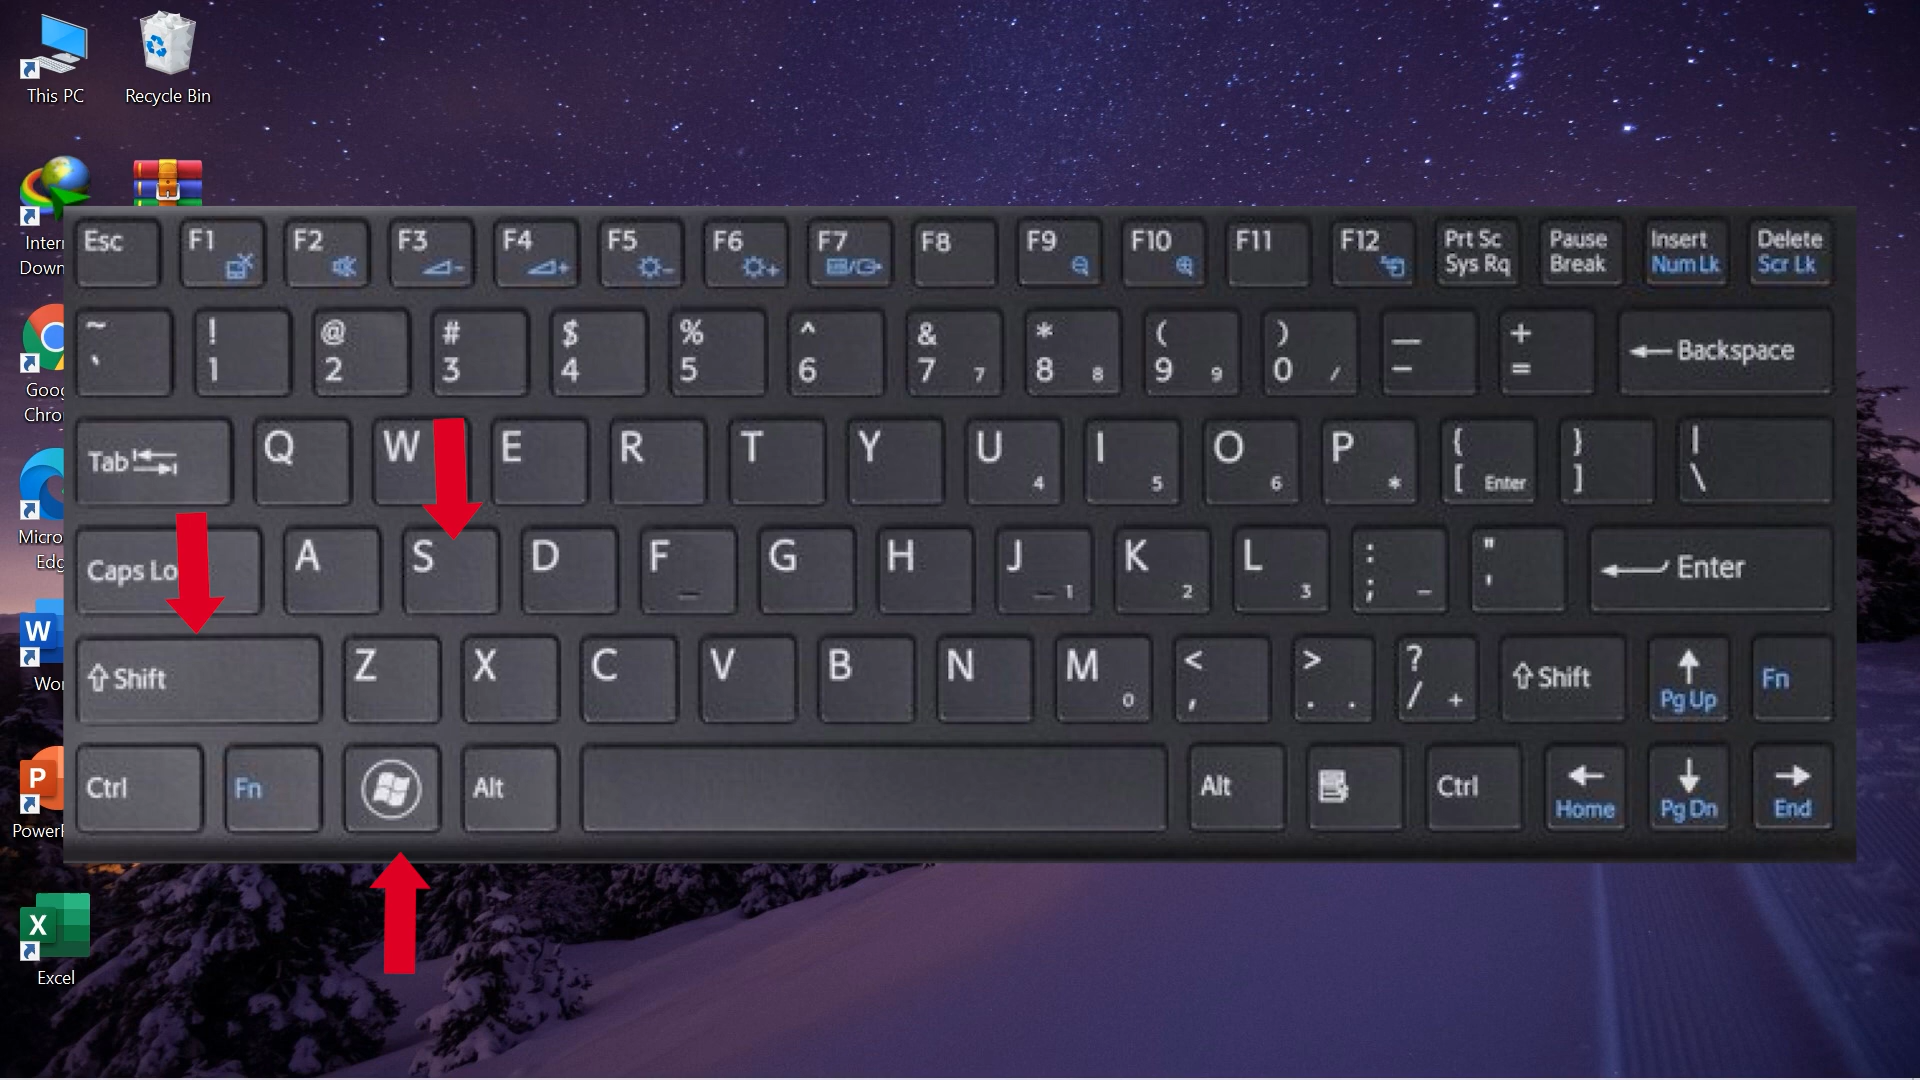 This PC
Recycle Bin
Inter
Down
Goog
Chro
Micro
Edg
W
Wor
P
PowerP
X
Excel
Esc F1 F2 F3 F4 F5 F6 F7 F8 F9 F10 F11 F12 Prt Sc Pause Insert Delete
Sys Rq Break Num Lk Scr Lk
~ ! @ # $ % ^ & * ( ) — +
` 1 2 3 4 5 6 7 7 8 8 9 9 0 / - = Backspace
Tab Q W E R T Y U 4 I 5 O 6 P * { [ Enter } ] | \
Caps Lo A S D F _ G H J _ 1 K 2 L 3 : ; - " ' Enter
Shift Z X C V B N M 0 < , > . . ? / + Shift Pg Up Fn
Ctrl Fn Alt Alt Ctrl Home Pg Dn End